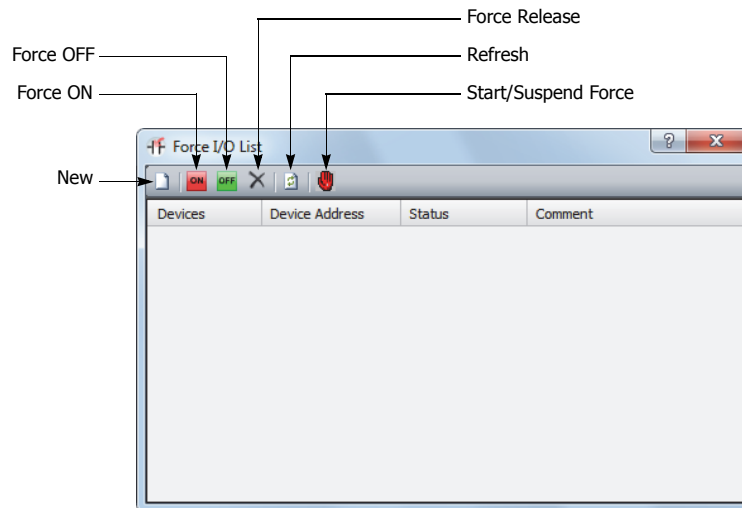 Force Release
Force OFF
Refresh
Force ON
Start/Suspend Force
Force I/O List
?
X
New
ON
OFF
Devices
Device Address
Status
Comment